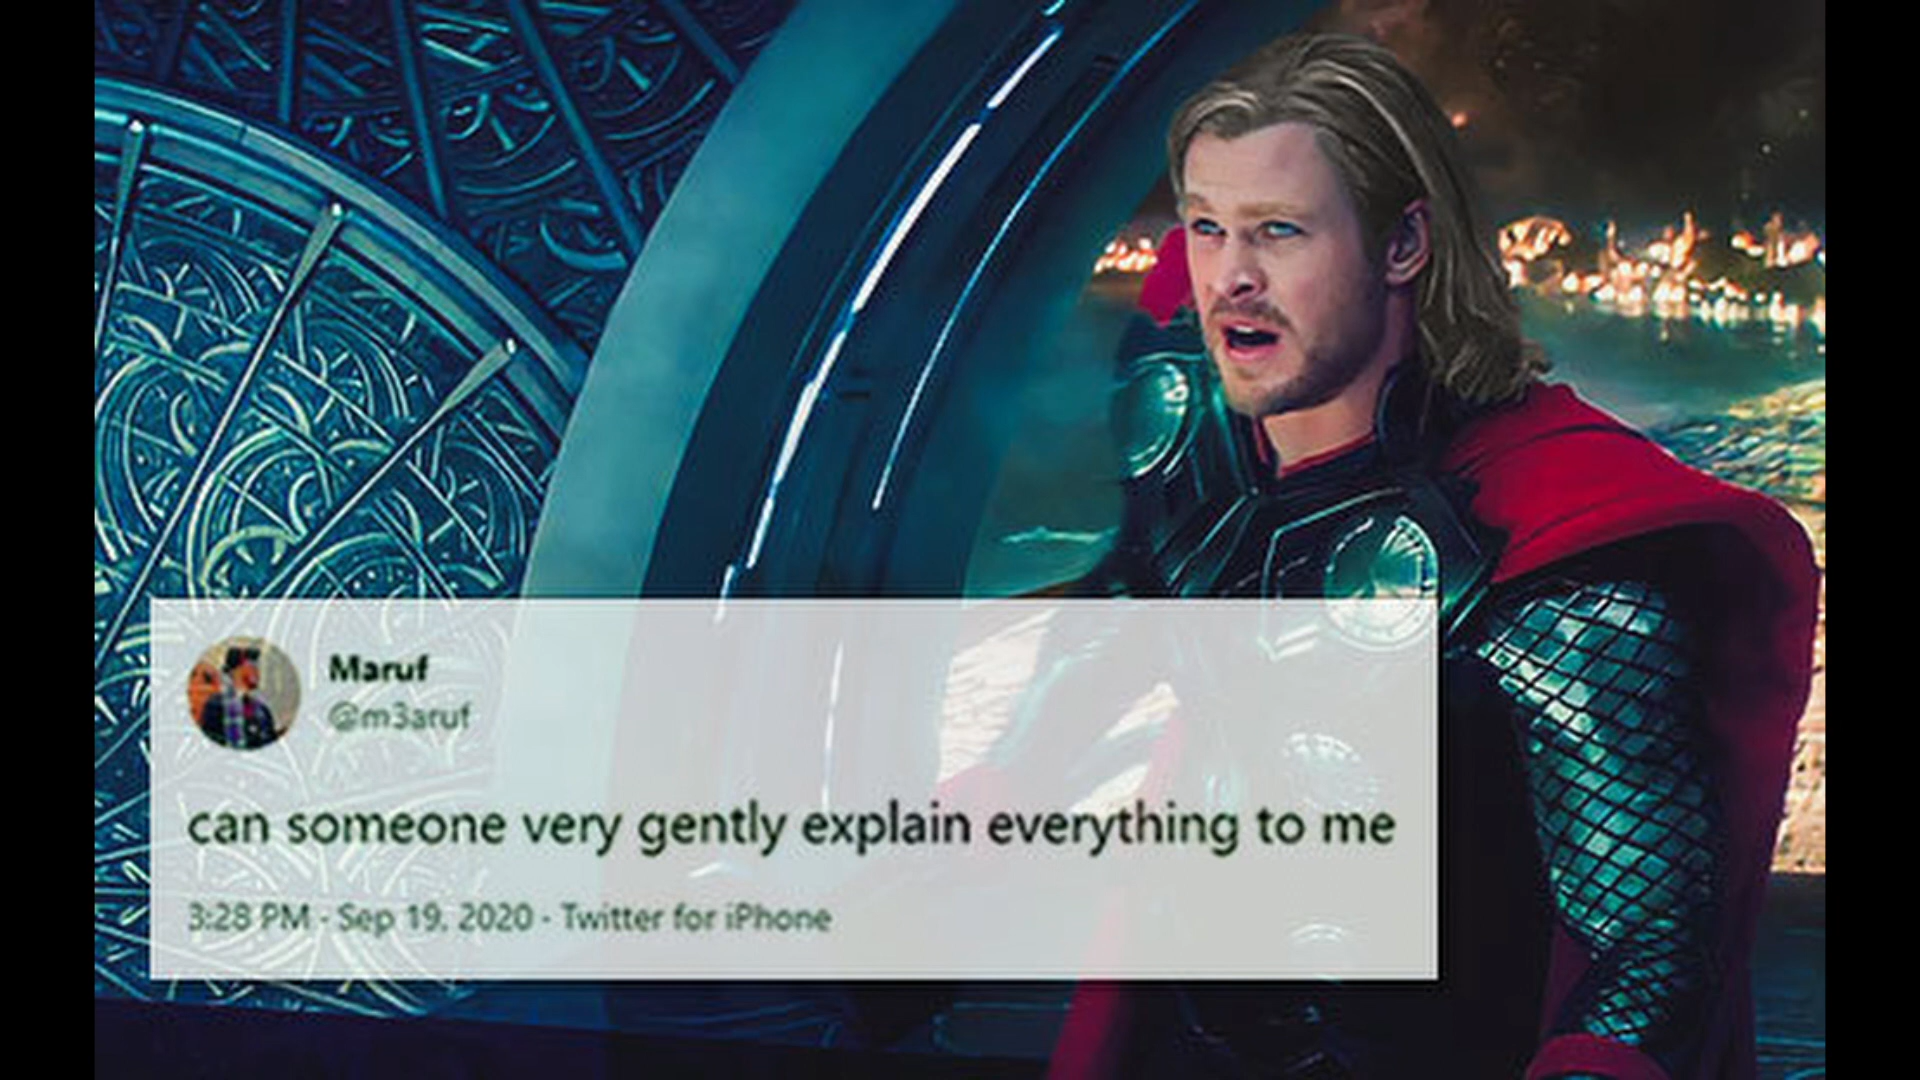 Maruf
@m3aruf
can someone very gently explain everything to me
3:28 PM · Sep 19, 2020 · Twitter for iPhone